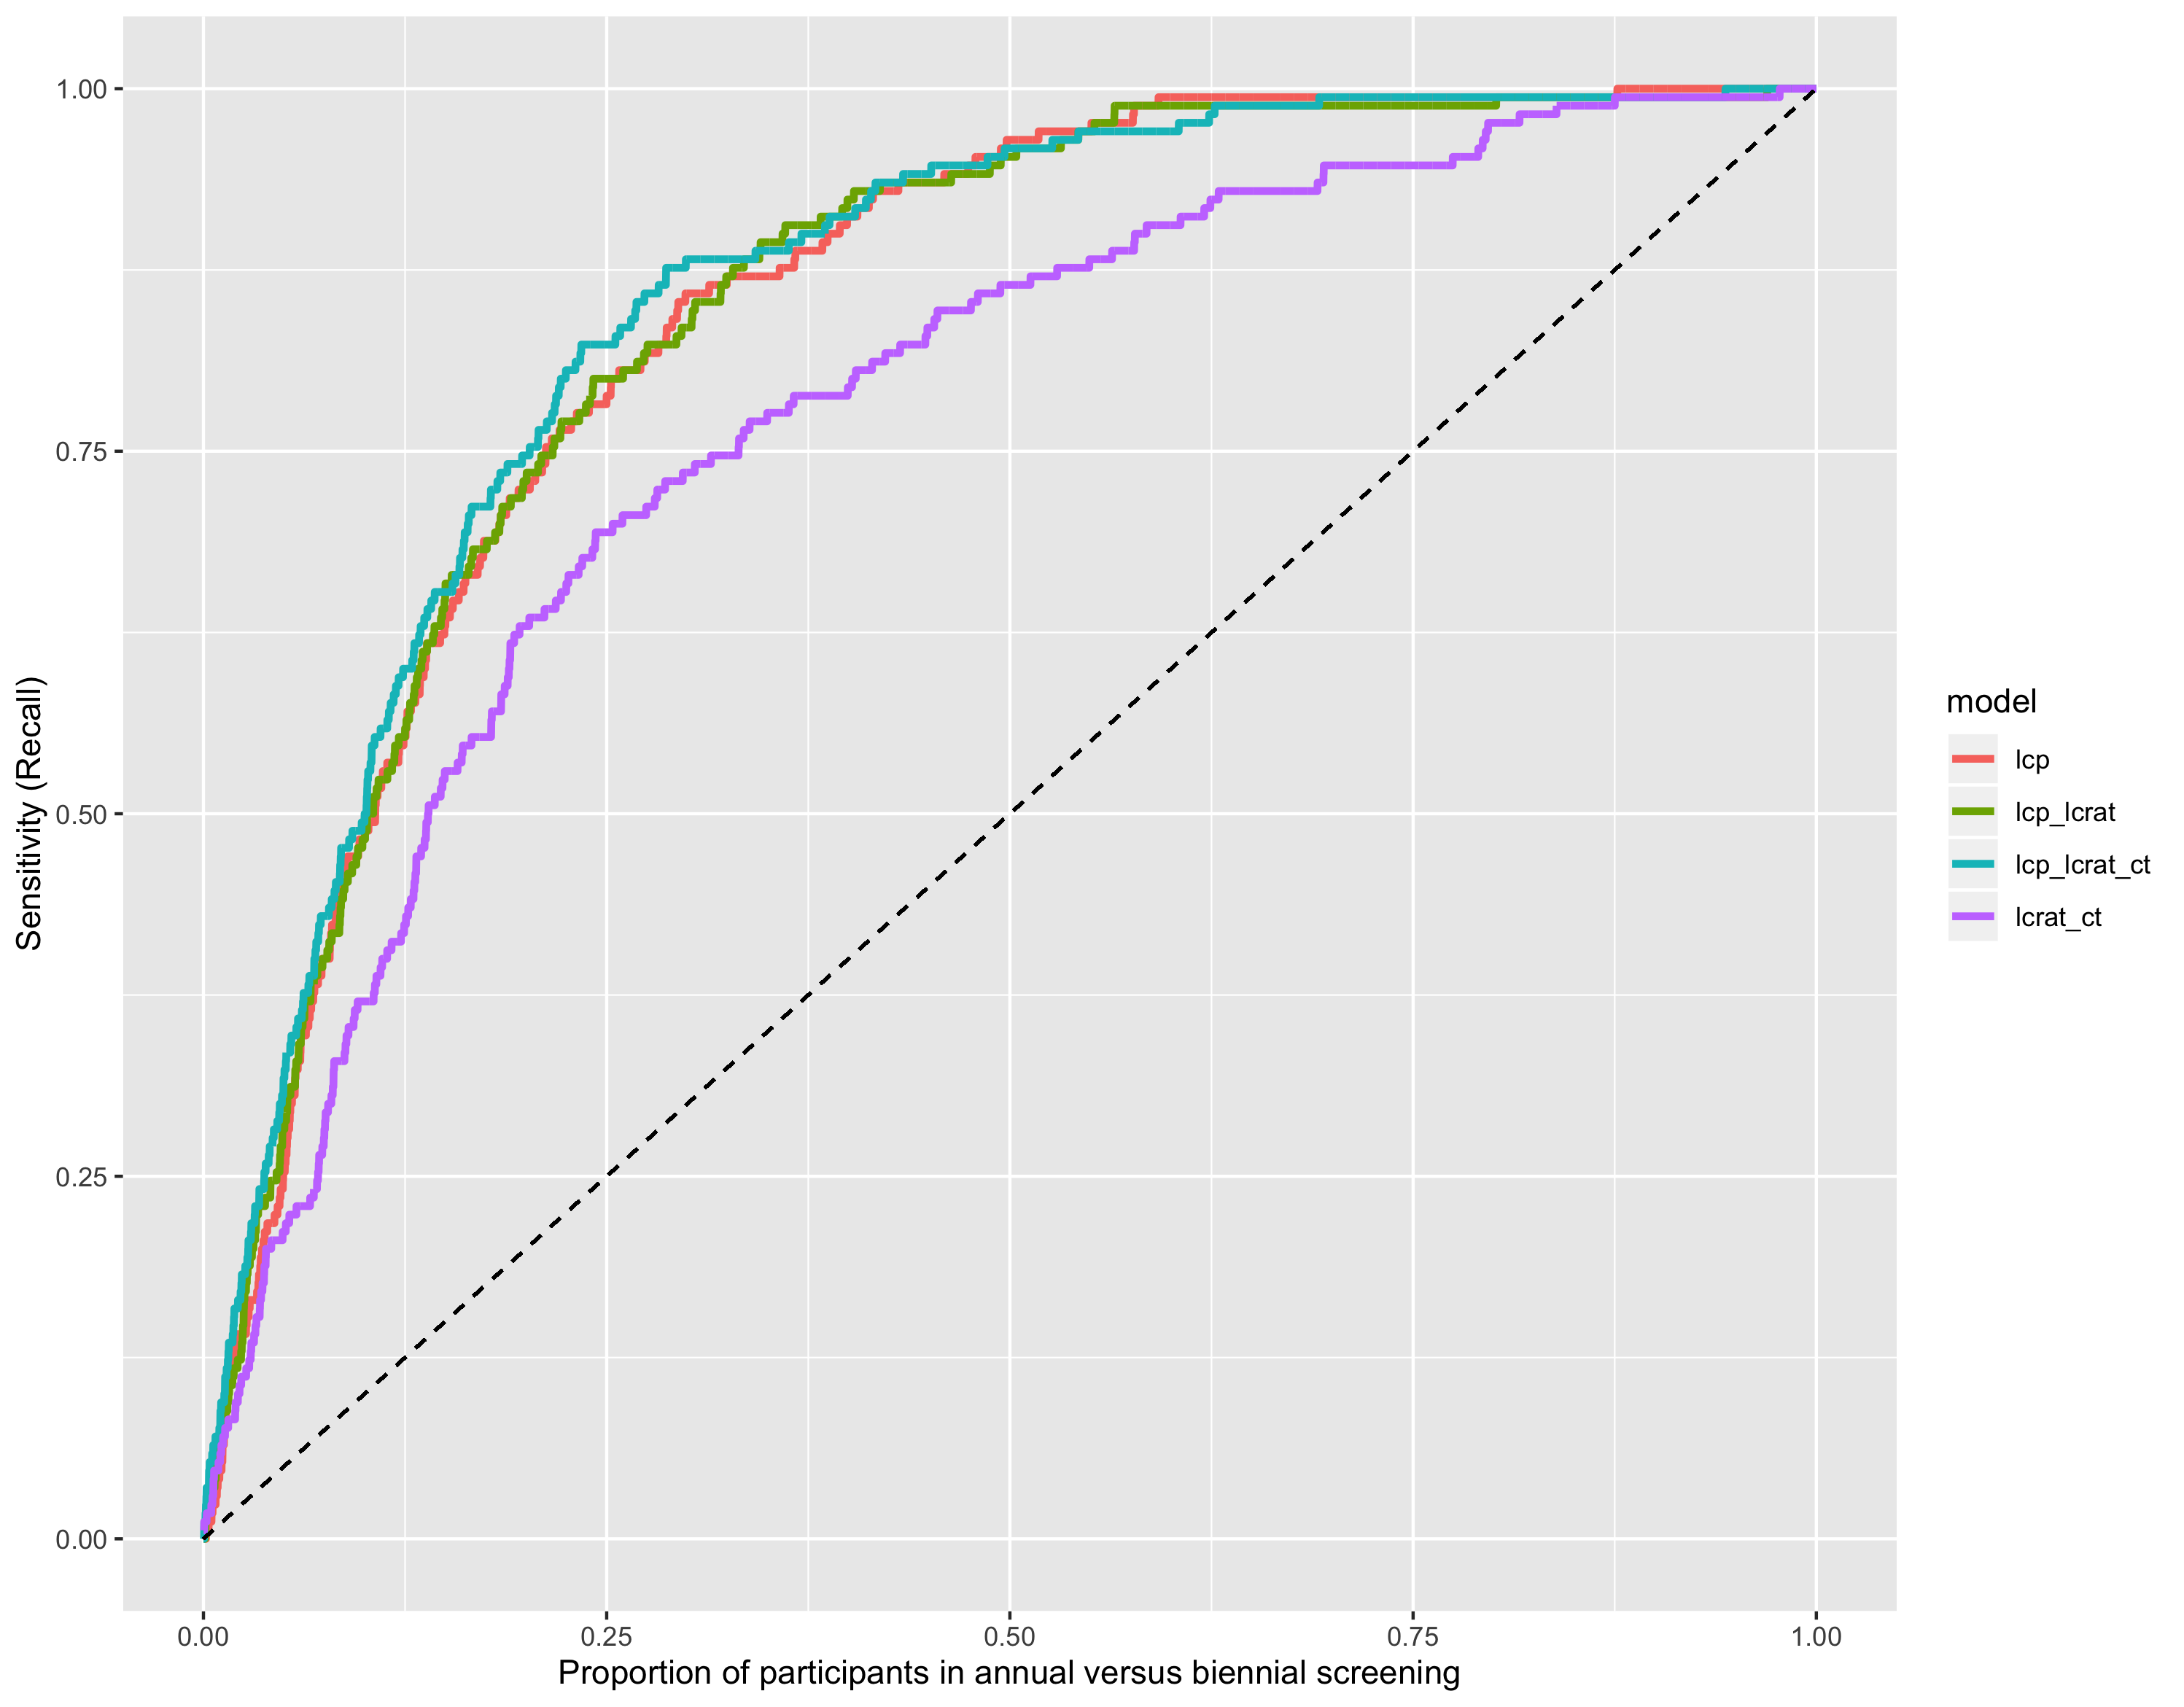 1.00
0.75
0.50
0.25
0.00
Sensitivity (Recall)
0.00 0.25 0.50 0.75 1.00
Proportion of participants in annual versus biennial screening
model
lcp
lcp_lcrat
lcp_lcrat_ct
lcrat_ct